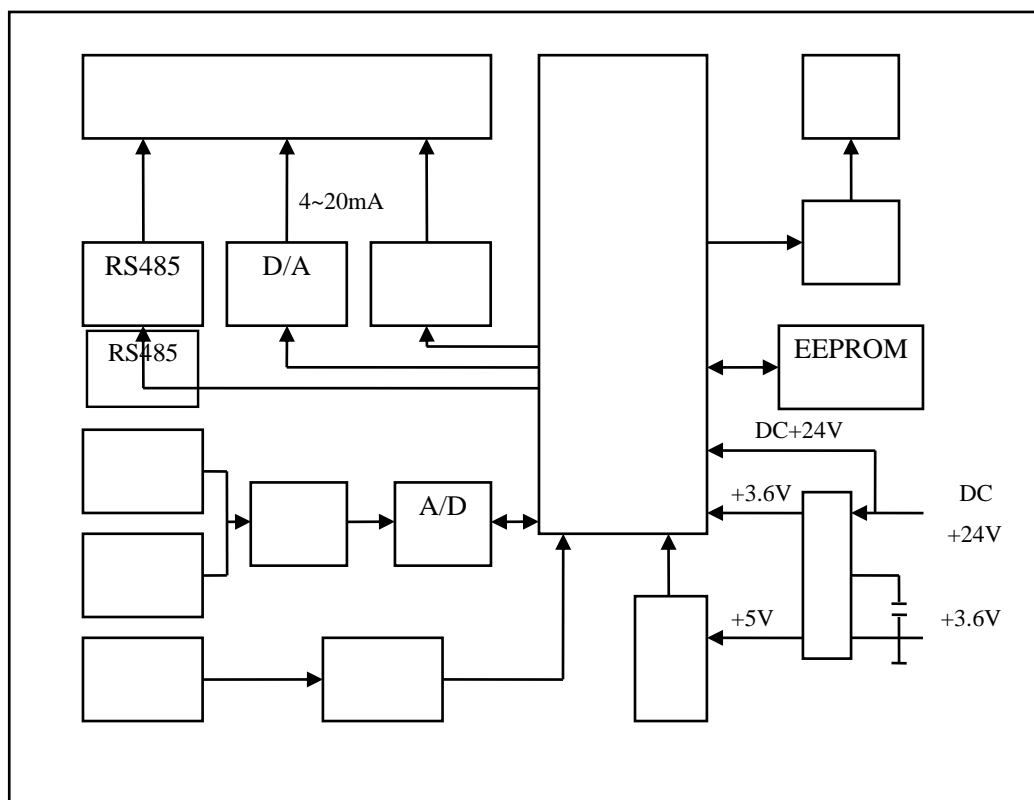 4~20mA
RS485
D/A
RS485
EEPROM
DC+24V
A/D
+3.6V
DC
+24V
+5V
+3.6V